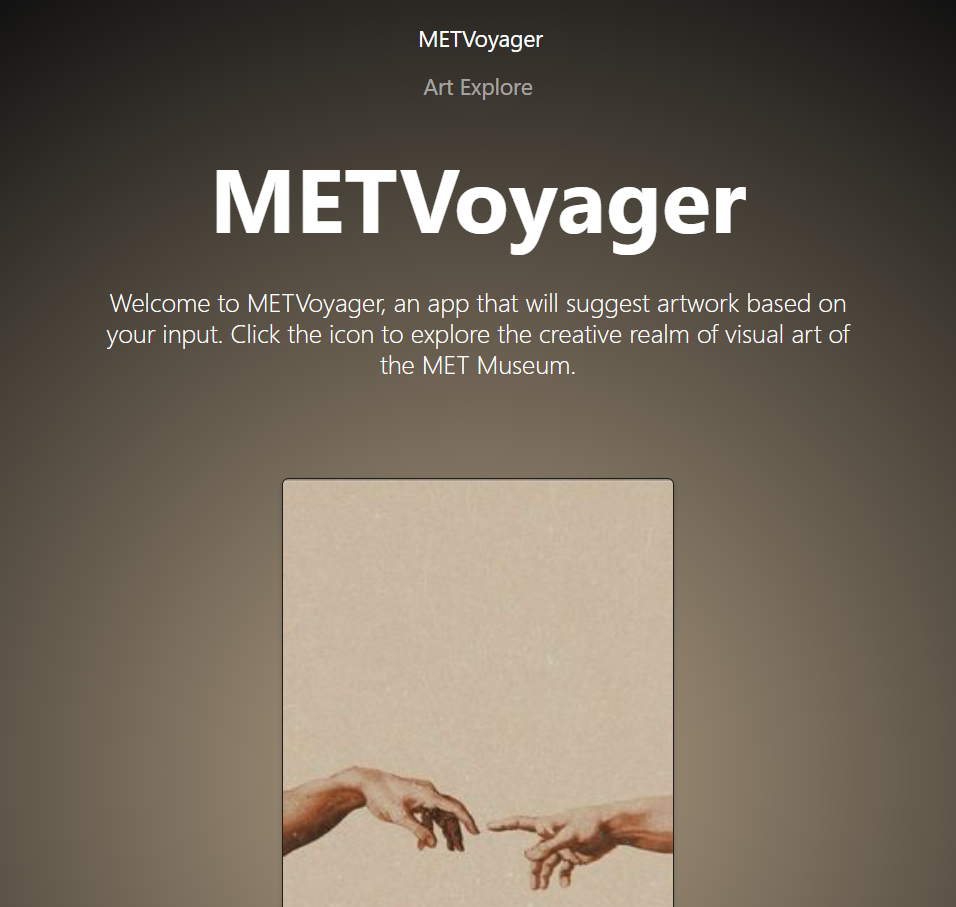 METVoyager
Art Explore
METVoyager
Welcome to METVoyager, an app that will suggest artwork based on
your input. Click the icon to explore the creative realm of visual art of
the MET Museum.